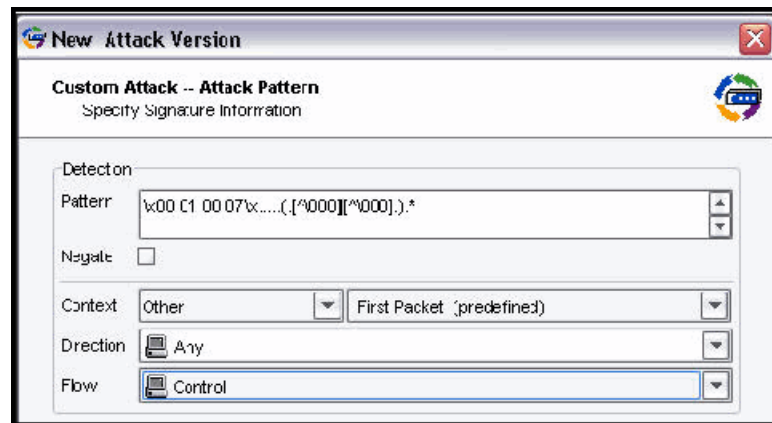 New Attack Version
Custom Attack -- Attack Pattern
Specify Signature Information
Detection
Pattern \x00 01 00 07\x.....(.[^\000][^\000].).*
Negate
Context Other First Packet (predefined)
Direction Any
Flow Control